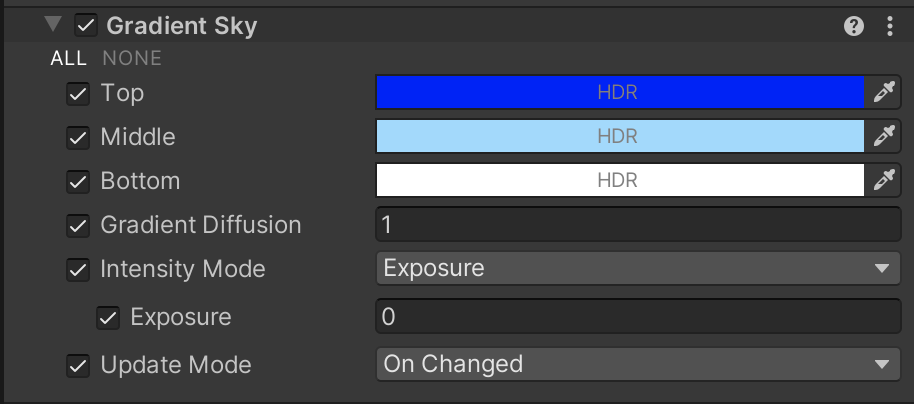 Gradient Sky
ALL NONE
Top HDR
Middle HDR
Bottom HDR
Gradient Diffusion 1
Intensity Mode Exposure
Exposure 0
Update Mode On Changed